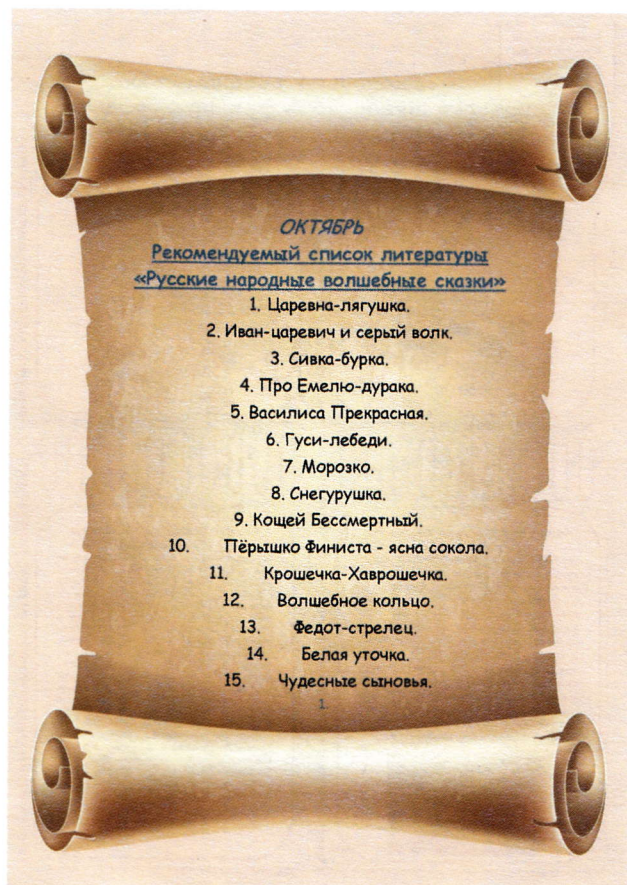 ОКТЯБРЬ
Рекомендуемый список литературы
«Русские народные волшебные сказки»
1. Царевна-лягушка.
2. Иван-царевич и серый волк.
3. Сивка-бурка.
4. Про Емелю-дурака.
5. Василиса Прекрасная.
6. Гуси-лебеди.
7. Морозко.
8. Снегурушка.
9. Кощей Бессмертный.
10. Пёрышко Финиста - ясна сокола.
11. Крошечка-Хаврошечка.
12. Волшебное кольцо.
13. Федот-стрелец.
14. Белая уточка.
15. Чудесные сыновья.
1